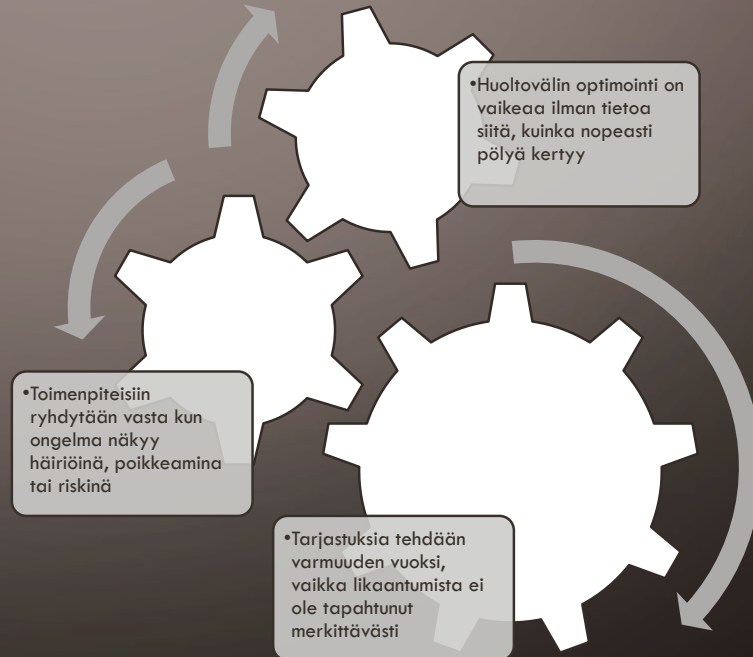 •Huoltovälin optimointi on
vaikeaa ilman tietoa
siitä, kuinka nopeasti
pölyä kertyy
•Toimenpiteisiin
ryhdytään vasta kun
ongelma näkyy
häiriöinä, poikkeamina
tai riskinä
•Tarjastuksia tehdään
varmuuden vuoksi,
vaikka likaantumista ei
ole tapahtunut
merkittävästi